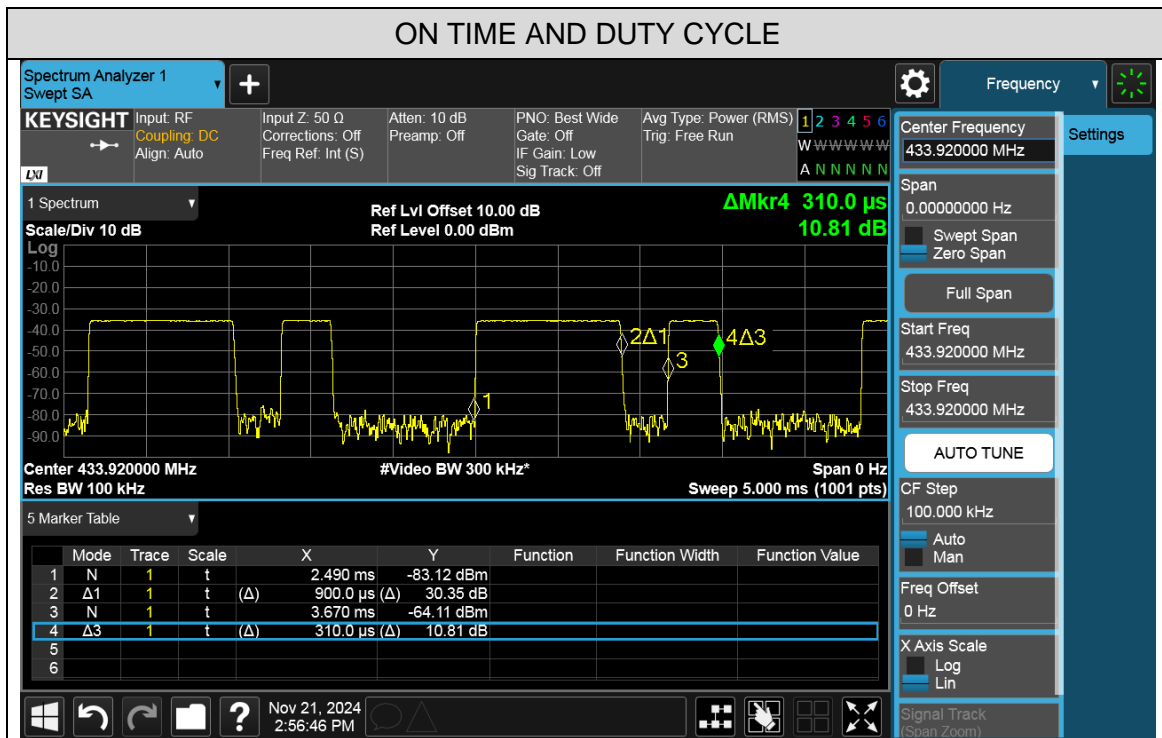 ON TIME AND DUTY CYCLE
Spectrum Analyzer 1
Swept SA
Frequency
KEYSIGHT
LXI
Input: RF
Coupling: DC
Align: Auto
Input Z: 50 Ω
Corrections: Off
Freq Ref: Int (S)
Atten: 10 dB
Preamp: Off
PNO: Best Wide
Gate: Off
IF Gain: Low
Sig Track: Off
Avg Type: Power (RMS)
Trig: Free Run
1 2 3 4 5 6
W W W W W W
A N N N N N
Center Frequency
433.920000 MHz
Settings
1 Spectrum
Scale/Div 10 dB
Ref Lvl Offset 10.00 dB
Ref Level 0.00 dBm
ΔMkr4 310.0 µs
10.81 dB
Span
0.00000000 Hz
Swept Span
Zero Span
Full Span
Log
-10.0
-20.0
-30.0
-40.0
-50.0
-60.0
-70.0
-80.0
-90.0
1
2Δ1
3
4Δ3
Start Freq
433.920000 MHz
Stop Freq
433.920000 MHz
AUTO TUNE
Center 433.920000 MHz
#Video BW 300 kHz*
Span 0 Hz
Res BW 100 kHz
Sweep 5.000 ms (1001 pts)
CF Step
100.000 kHz
Auto
Man
5 Marker Table
Mode Trace Scale X Y Function Function Width Function Value
1 N 1 t 2.490 ms -83.12 dBm
2 Δ1 1 t (Δ) 900.0 µs (Δ) 30.35 dB
3 N 1 t 3.670 ms -64.11 dBm
4 Δ3 1 t (Δ) 310.0 µs (Δ) 10.81 dB
5
6
Freq Offset
0 Hz
X Axis Scale
Log
Lin
Signal Track
(Span Zoom)
?
Nov 21, 2024
2:56:46 PM